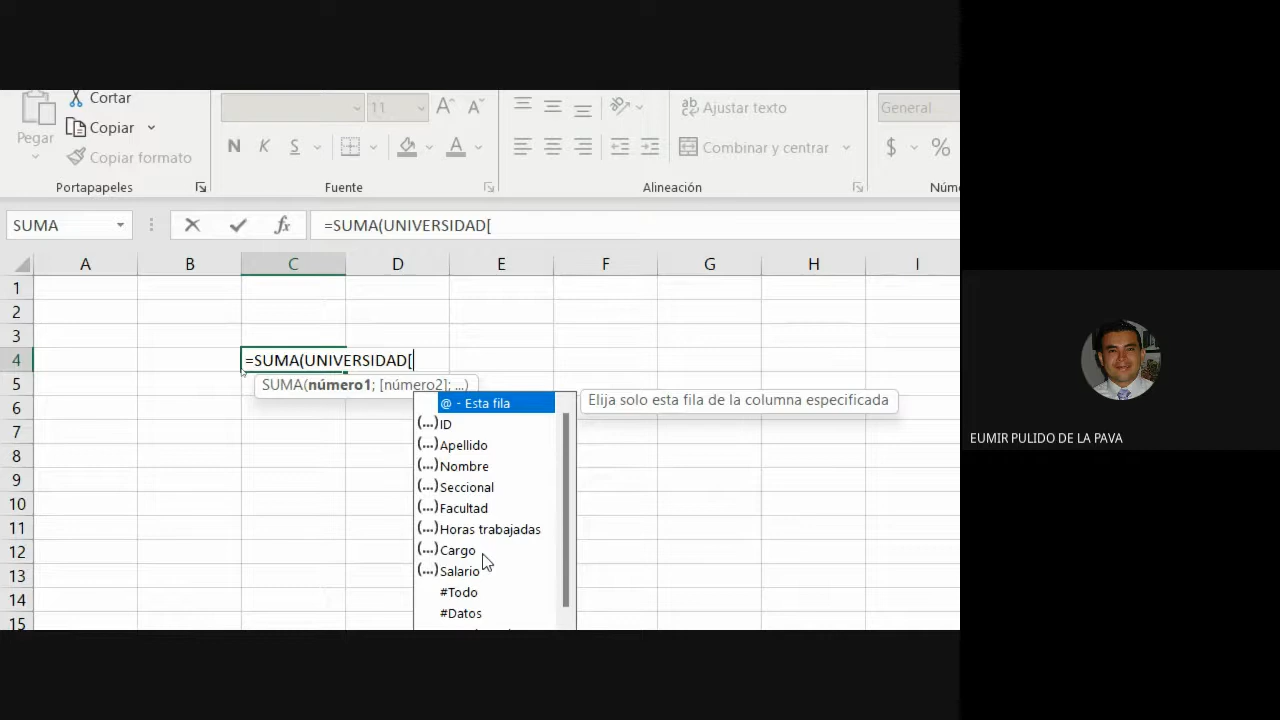 Cortar
Pegar
Copiar
Copiar formato
Portapapeles
11
A A
N K S A
Fuente
ab Ajustar texto
Combinar y centrar
Alineación
General
$ %
Núm
SUMA
fx
=SUMA(UNIVERSIDAD[
A B C D E F G H I
1
2
3
4 =SUMA(UNIVERSIDAD[
5 SUMA(número1; [número2]; ...)
6 @ - Esta fila Elija solo esta fila de la columna especificada
(...) ID
7 (...) Apellido
8 (...) Nombre
9 (...) Seccional
10 (...) Facultad
11 (...) Horas trabajadas
12 (...) Cargo
13 (...) Salario
14 #Todo
15 #Datos
EUMIR PULIDO DE LA PAVA